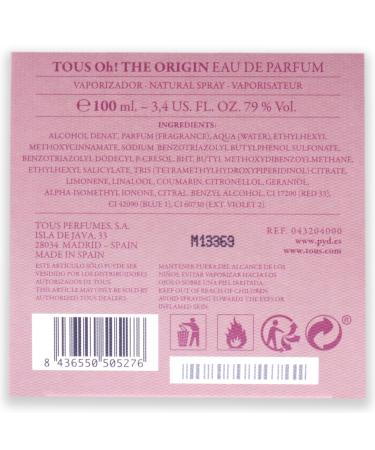 TOUS Oh! THE ORIGIN EAU DE PARFUM
VAPORIZADOR - NATURAL SPRAY - VAPORISATEUR
℮ 100 ml. – 3,4 US. FL. OZ. 79 % Vol.
INGREDIENTS:
ALCOHOL DENAT, PARFUM (FRAGRANCE), AQUA (WATER), ETHYLHEXYL
METHOXYCINNAMATE, SODIUM BENZOTRIAZOLYL BUTYLPHENOL SULFONATE,
BENZOTRIAZOLYL DODECYL P-CRESOL, BHT, BUTYL METHOXYDIBENZOYLMETHANE,
ETHYLHEXYL SALICYLATE, TRIS (TETRAMETHYLHYDROXYPIPERIDINOL) CITRATE,
LIMONENE, LINALOOL, COUMARIN, CITRONELLOL, GERANIOL,
ALPHA-ISOMETHYL IONONE, CITRAL, BENZYL ALCOHOL, CI 17200 (RED 33),
CI 42090 (BLUE 1), CI 60730 (EXT. VIOLET 2).
TOUS PERFUMES, S.A.
ISLA DE JAVA, 33
28034 MADRID – SPAIN
MADE IN SPAIN
M13369
REF. 043204000
www.pyd.es
www.tous.com
ESTE ARTÍCULO SÓLO PUEDE SER
VENDIDO POR LOS DISTRIBUIDORES
AUTORIZADOS DE TOUS.
THIS ARTICLE MAY BE SOLD BY
AUTHORIZED TOUS DEALERS.
MANTENER FUERA DEL ALCANCE DE LOS
NIÑOS. EVITAR VAPORIZAR HACIA LOS
OJOS O SOBRE UNA PIEL IRRITADA.
KEEP OUT OF REACH OF CHILDREN.
AVOID SPRAYING TOWARDS THE EYES OR
INFLAMED SKIN.
8 436550 505276